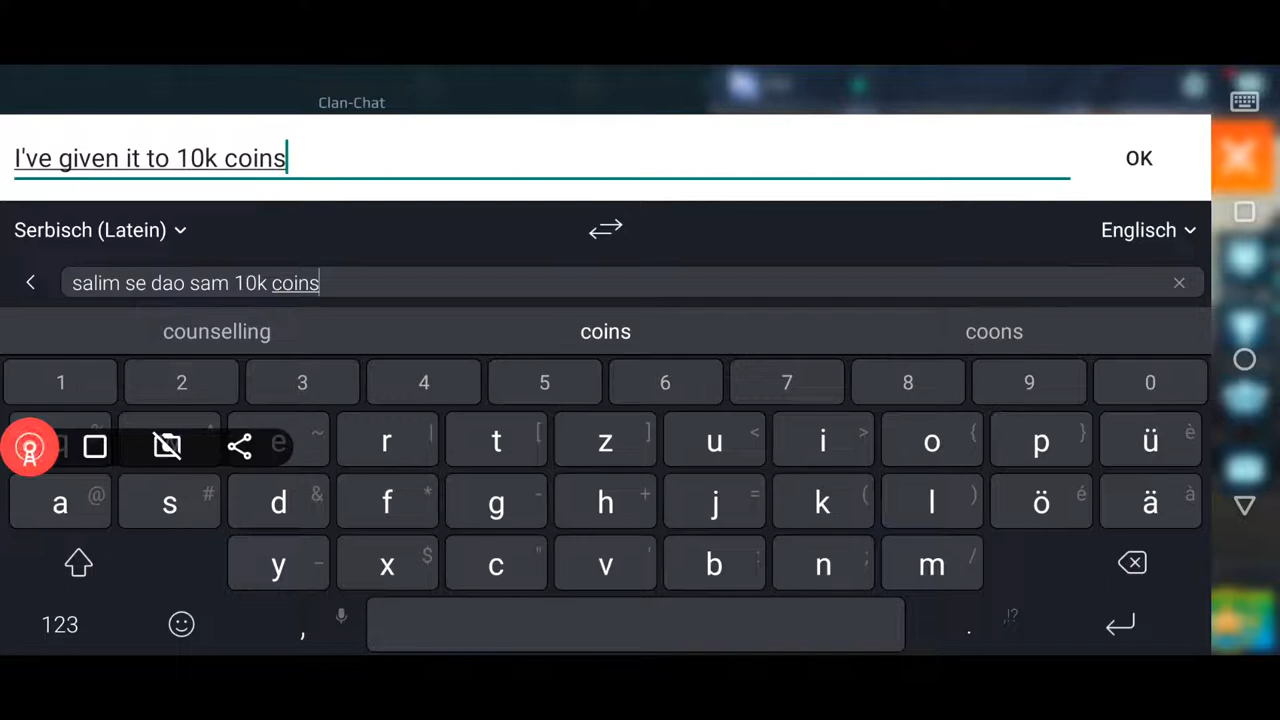 Clan-Chat
I've given it to 10k coins
OK
Serbisch (Latein)
Englisch
salim se dao sam 10k coins
counselling coins coons
1 2 3 4 5 6 7 8 9 0
e ~ r | t [ z ] u < i > o { p } ü è
a @ s # d & f * g - h + j = k ( l ) ö é ä à
y _ x $ c " v ' b : n ; m /
123 , . ,!?